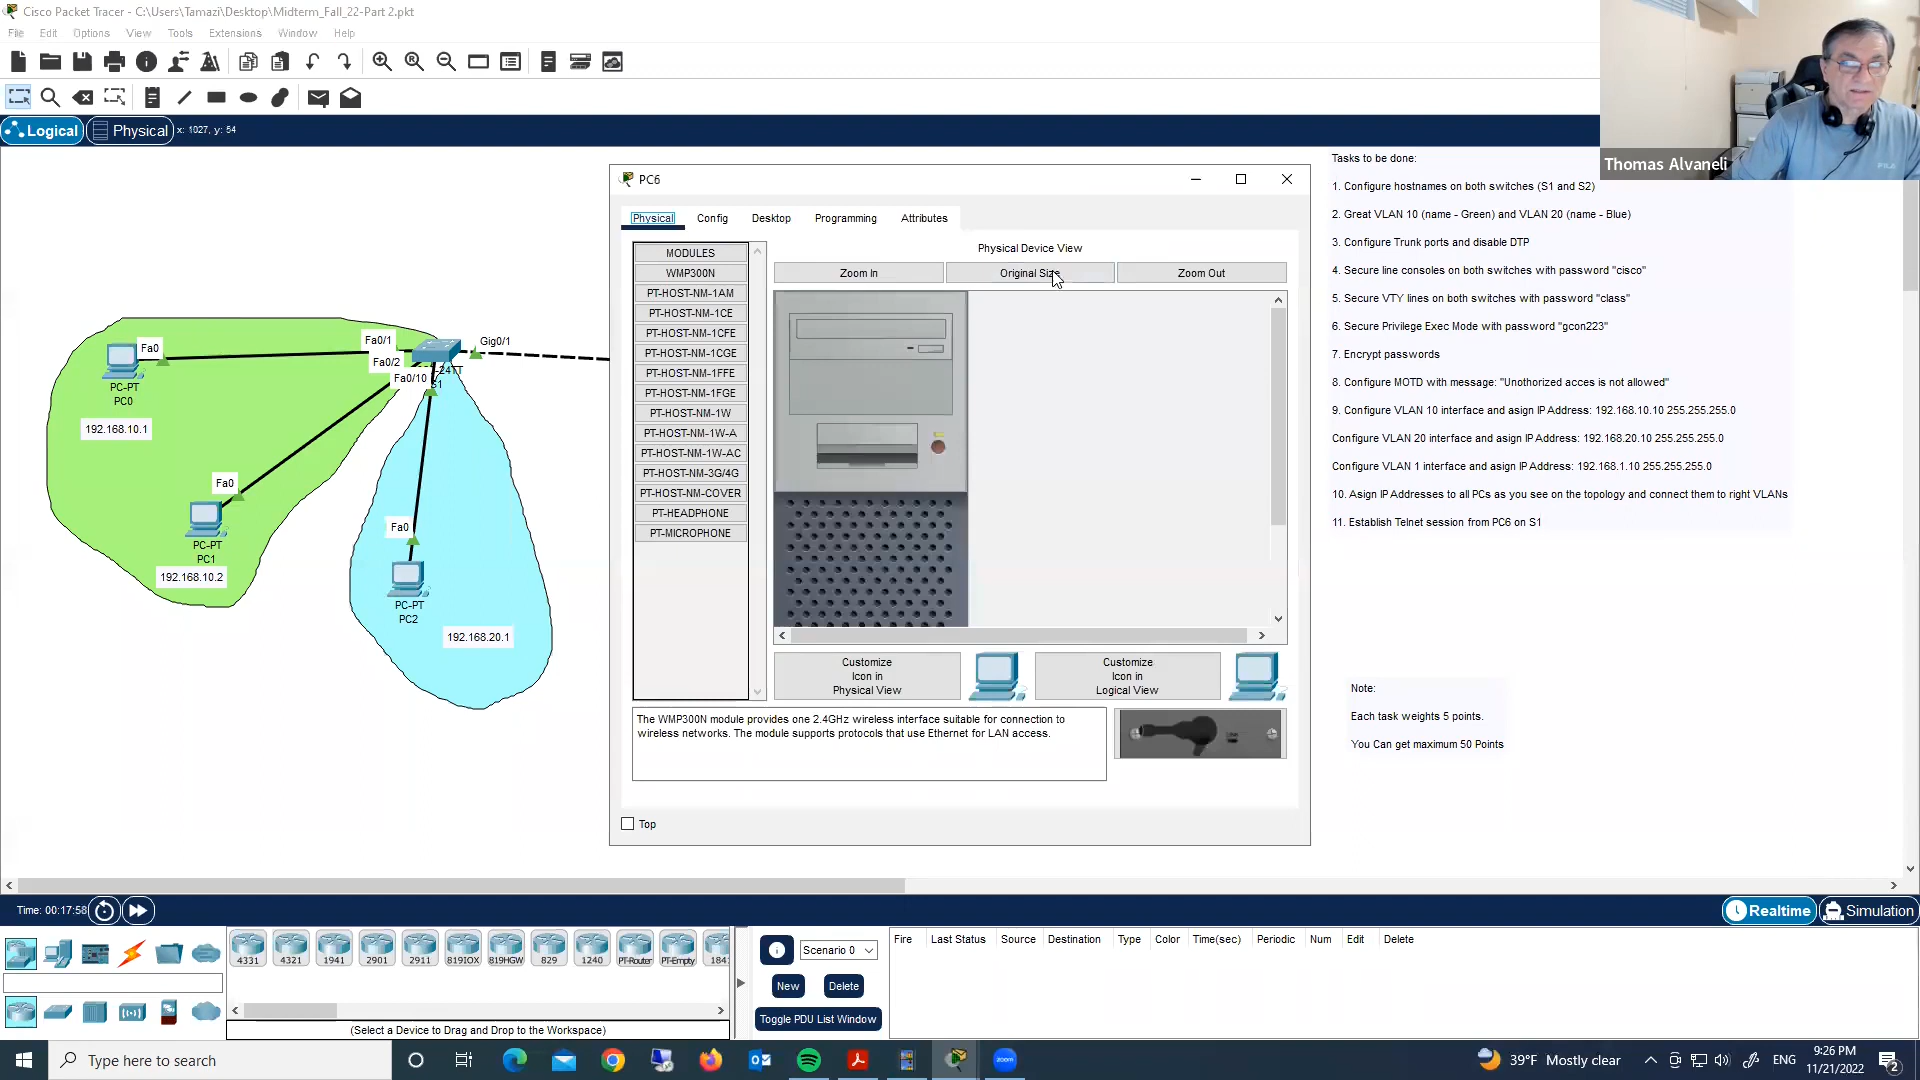 Cisco Packet Tracer - C:\Users\Tamazi\Desktop\Midterm_Fall_22-Part 2.pkt
File Edit Options View Tools Extensions Window Help
Logical Physical x: 1027, y: 54
Thomas Alvaneli
PC6
Physical Config Desktop Programming Attributes
MODULES
WMP300N
PT-HOST-NM-1AM
PT-HOST-NM-1CE
PT-HOST-NM-1CFE
PT-HOST-NM-1CGE
PT-HOST-NM-1FFE
PT-HOST-NM-1FGE
PT-HOST-NM-1W
PT-HOST-NM-1W-A
PT-HOST-NM-1W-AC
PT-HOST-NM-3G/4G
PT-HOST-NM-COVER
PT-HEADPHONE
PT-MICROPHONE
Physical Device View
Zoom In Original Size Zoom Out
Customize
Icon in
Physical View
Customize
Icon in
Logical View
The WMP300N module provides one 2.4GHz wireless interface suitable for connection to
wireless networks. The module supports protocols that use Ethernet for LAN access.
Top
Fa0
PC-PT
PC0
192.168.10.1
Fa0/1
Fa0/2
Fa0/10
Gig0/1
-24TT
S1
Fa0
PC-PT
PC1
192.168.10.2
Fa0
PC-PT
PC2
192.168.20.1
Tasks to be done:
1. Configure hostnames on both switches (S1 and S2)
2. Great VLAN 10 (name - Green) and VLAN 20 (name - Blue)
3. Configure Trunk ports and disable DTP
4. Secure line consoles on both switches with password "cisco"
5. Secure VTY lines on both switches with password "class"
6. Secure Privilege Exec Mode with password "gcon223"
7. Encrypt passwords
8. Configure MOTD with message: "Unothorized acces is not allowed"
9. Configure VLAN 10 interface and asign IP Address: 192.168.10.10 255.255.255.0
Configure VLAN 20 interface and asign IP Address: 192.168.20.10 255.255.255.0
Configure VLAN 1 interface and asign IP Address: 192.168.1.10 255.255.255.0
10. Asign IP Addresses to all PCs as you see on the topology and connect them to right VLANs
11. Establish Telnet session from PC6 on S1
Note:
Each task weights 5 points.
You Can get maximum 50 Points
Time: 00:17:58
Realtime Simulation
4331 4321 1941 2901 2911 819IOX 819HGW 829 1240 PT-Router PT-Empty 184
(Select a Device to Drag and Drop to the Workspace)
Scenario 0
New Delete
Toggle PDU List Window
Fire Last Status Source Destination Type Color Time(sec) Periodic Num Edit Delete
Type here to search
zoom
39°F Mostly clear
ENG
9:26 PM
11/21/2022
2